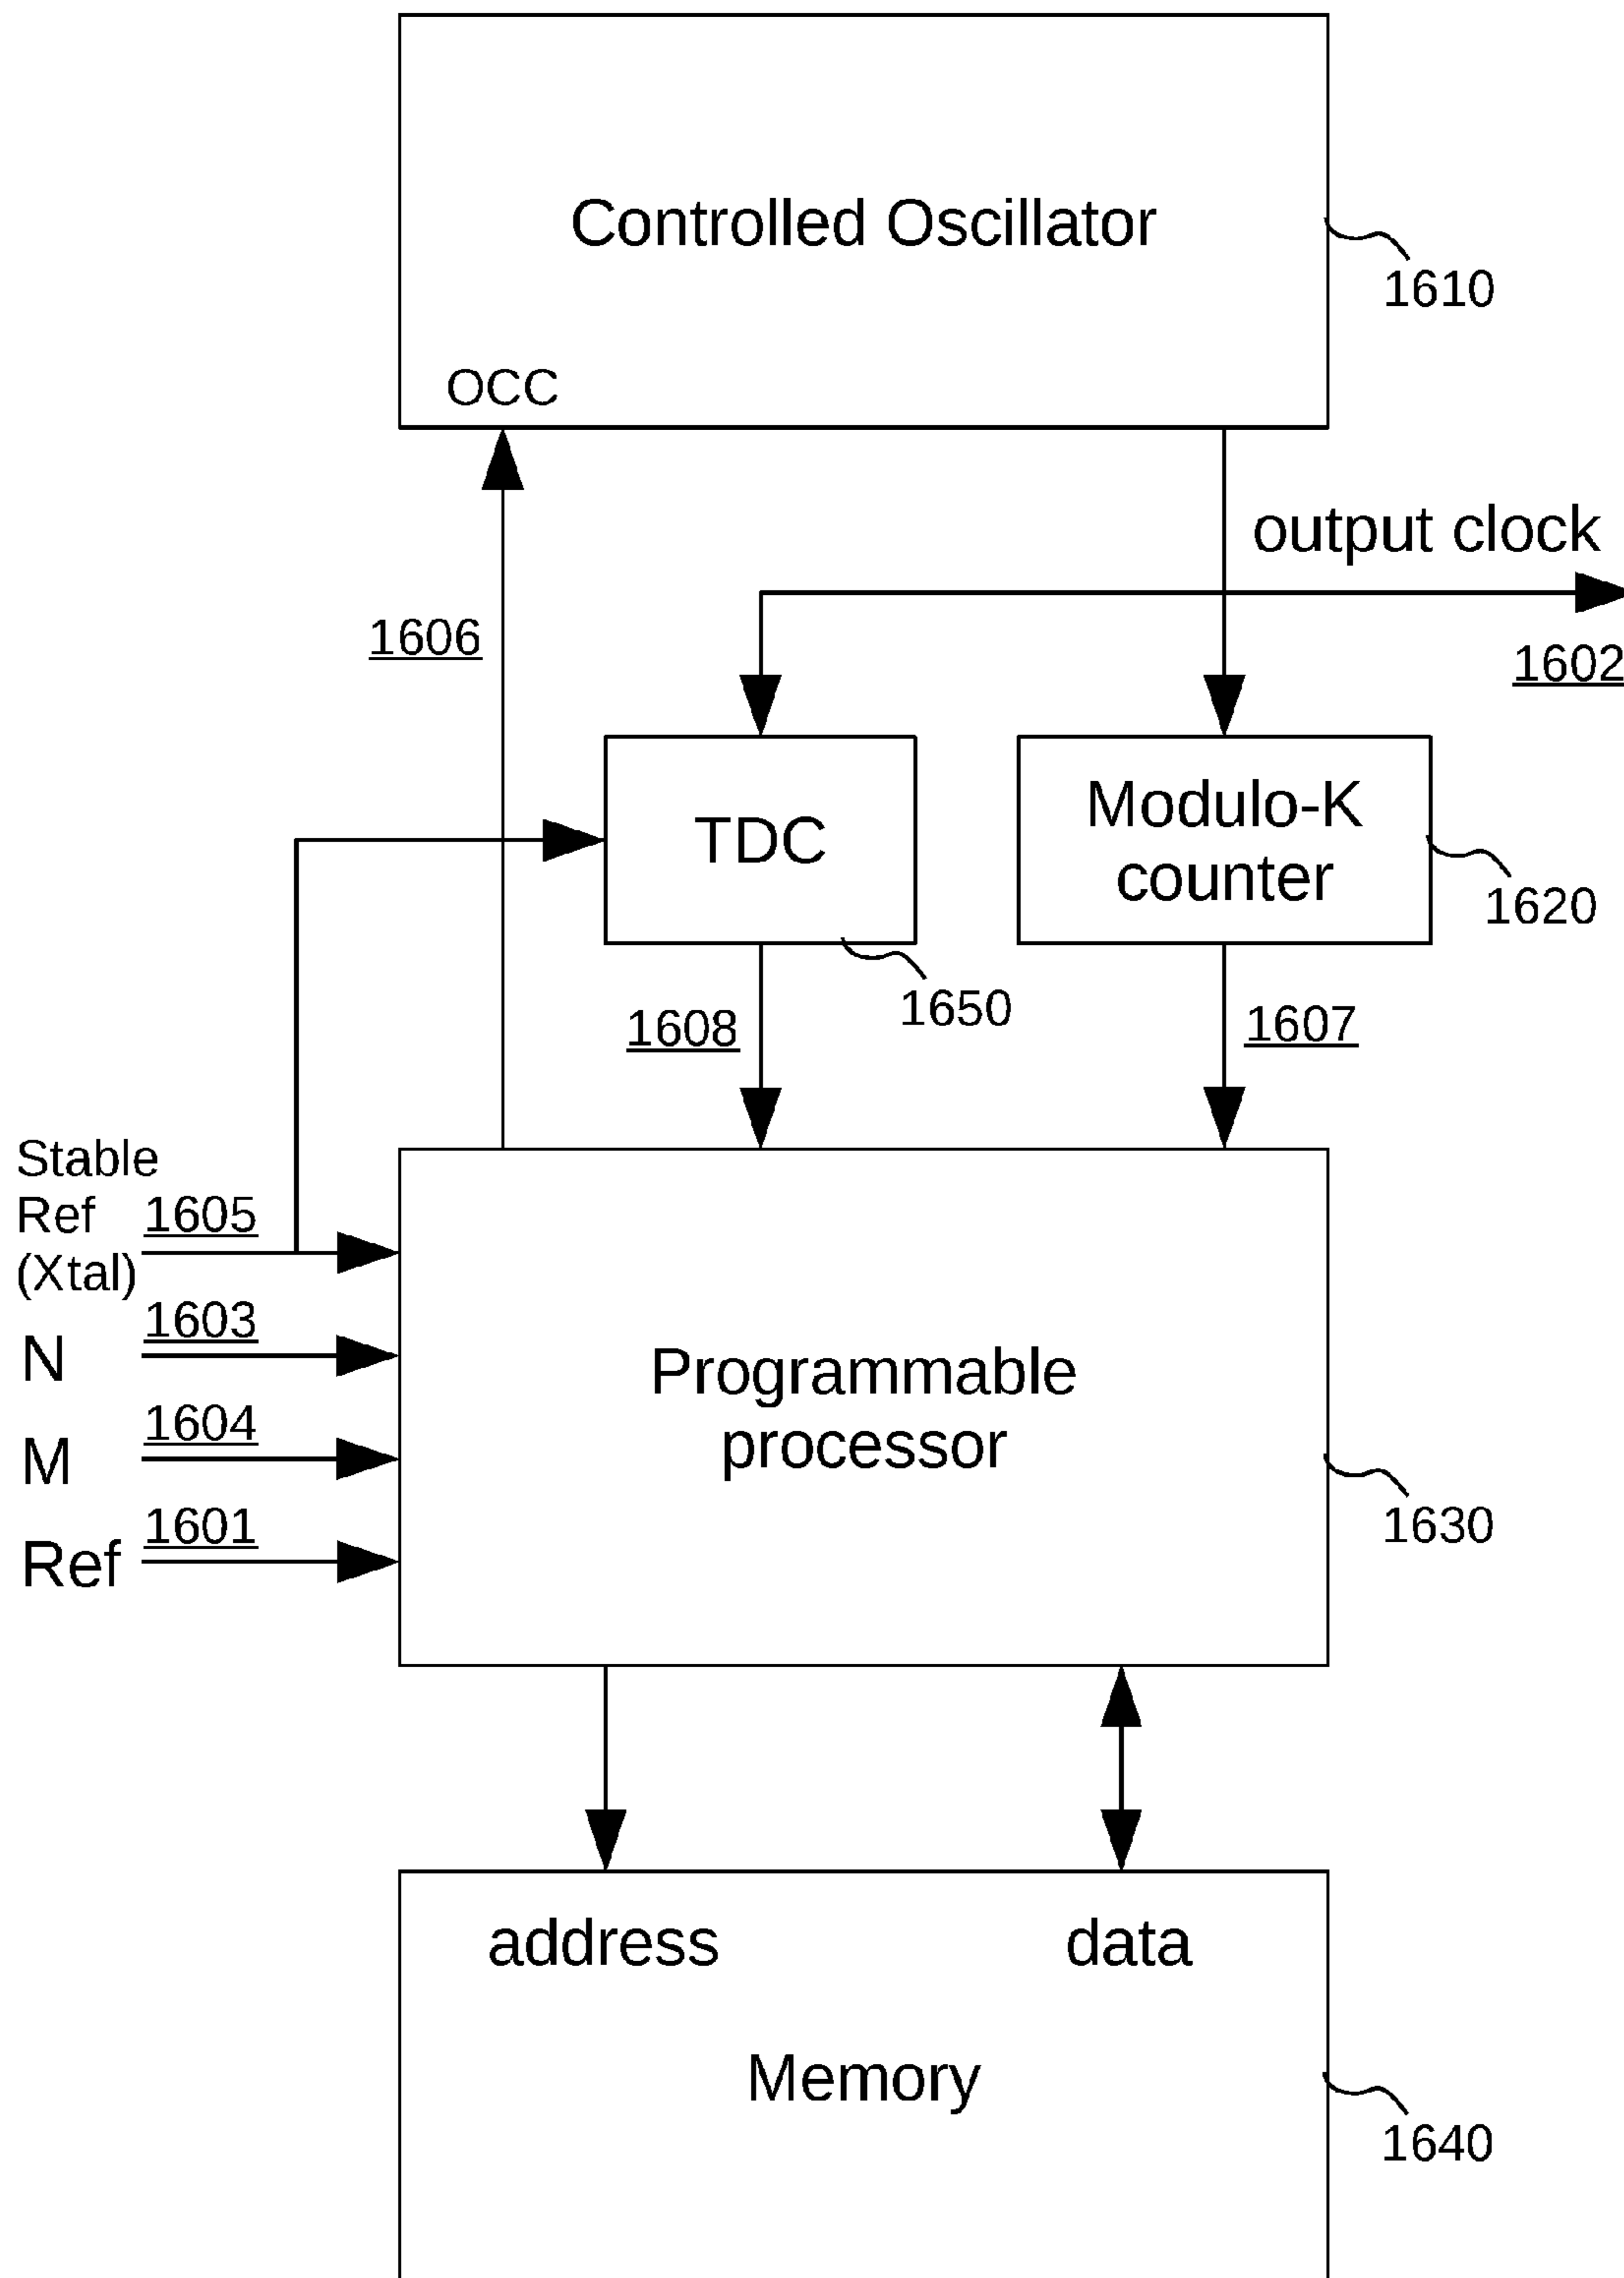 Controlled Oscillator
1610
OCC
output clock
1606
1602
TDC
Modulo-K
counter
1620
1650
1608
1607
Stable
Ref 1605
(Xtal)
1603
N
1604
M
1601
Ref
Programmable
processor
1630
address data
Memory
1640